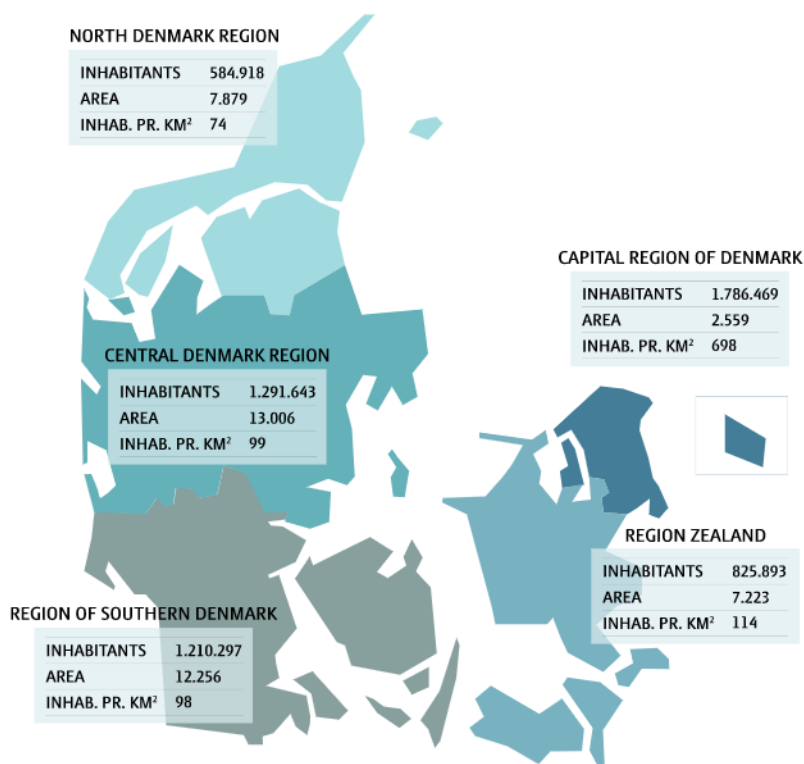 NORTH DENMARK REGION
INHABITANTS 584.918
AREA 7.879
INHAB. PR. KM² 74
CAPITAL REGION OF DENMARK
INHABITANTS 1.786.469
AREA 2.559
INHAB. PR. KM² 698
CENTRAL DENMARK REGION
INHABITANTS 1.291.643
AREA 13.006
INHAB. PR. KM² 99
REGION ZEALAND
INHABITANTS 825.893
AREA 7.223
INHAB. PR. KM² 114
REGION OF SOUTHERN DENMARK
INHABITANTS 1.210.297
AREA 12.256
INHAB. PR. KM² 98